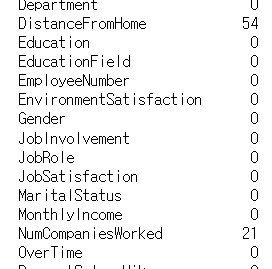 Department 0
DistanceFromHome 54
Education 0
EducationField 0
EmployeeNumber 0
EnvironmentSatisfaction 0
Gender 0
JobInvolvement 0
JobRole 0
JobSatisfaction 0
MaritalStatus 0
MonthlyIncome 0
NumCompaniesWorked 21
OverTime 0